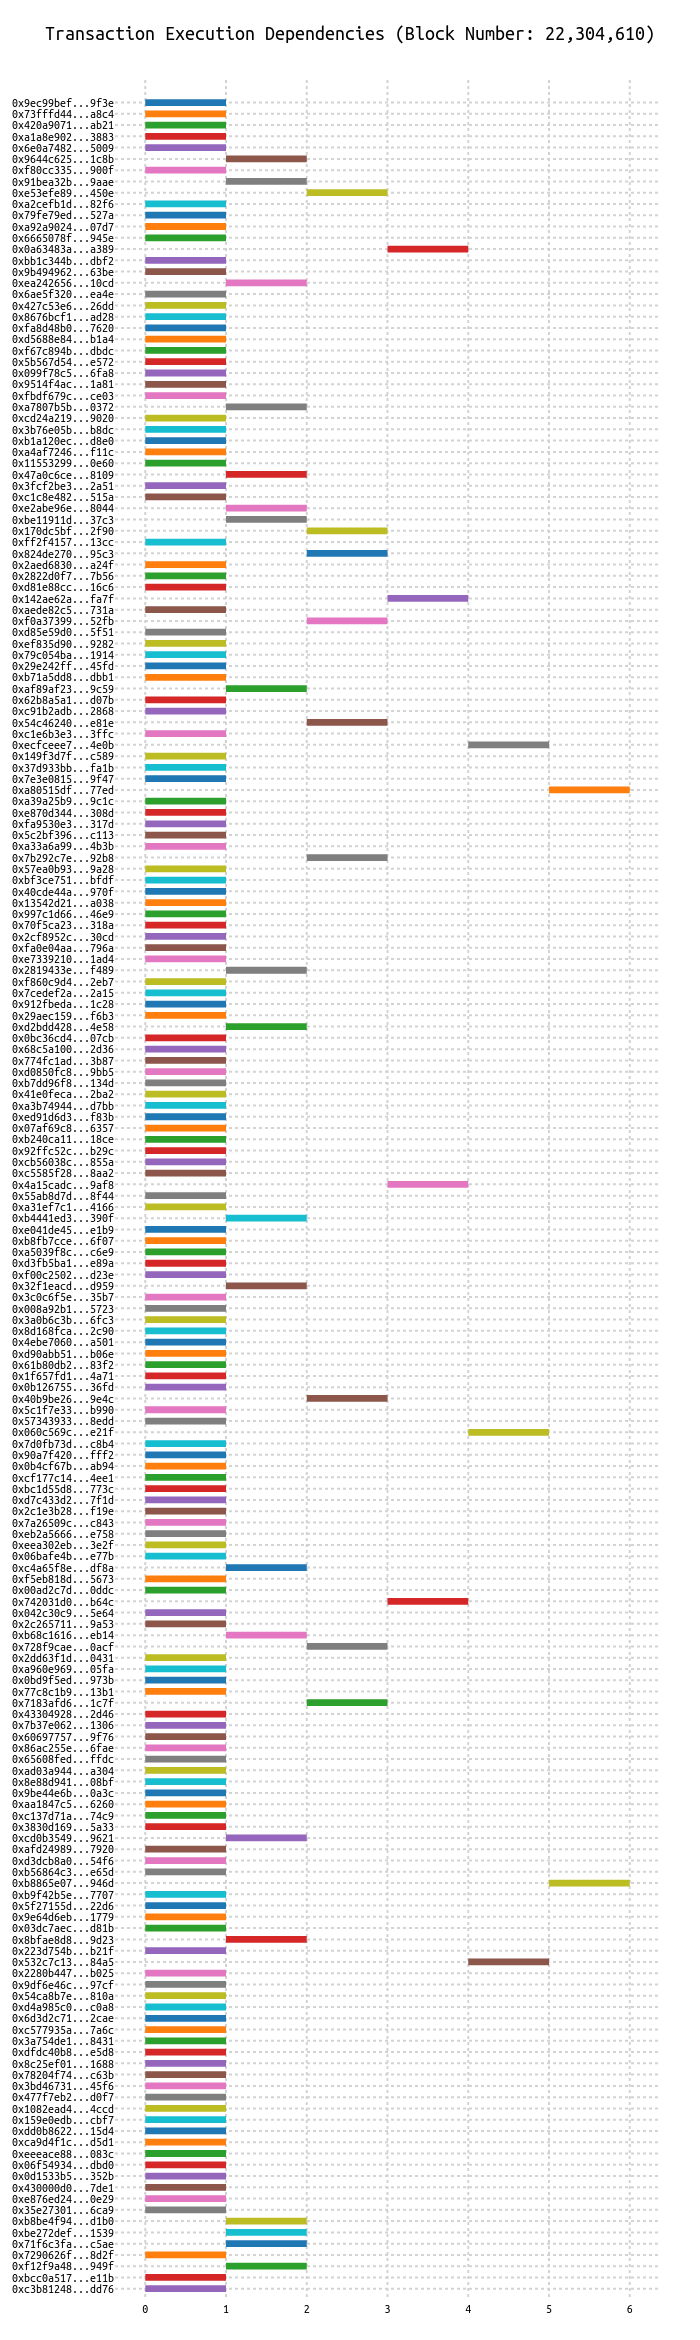 Transaction Execution Dependencies (Block Number: 22,304,610)
0x9ec99bef...9f3e
0x73fffd44...a8c4
0x420a9071...ab21
0xa1a8e902...3883
0x6e0a7482...5009
0x9644c625...1c8b
0xf80cc335...900f
0x91bea32b...9aae
0xe53efe89...450e
0xa2cefb1d...82f6
0x79fe79ed...527a
0xa92a9024...07d7
0x6665078f...945e
0x0a63483a...a389
0xbb1c344b...dbf2
0x9b494962...63be
0xea242656...10cd
0x6ae5f320...ea4e
0x427c53e6...26dd
0x8676bcf1...ad28
0xfa8d48b0...7620
0xd5688e84...b1a4
0xf67c894b...dbdc
0x5b567d54...e572
0x099f78c5...6fa8
0x9514f4ac...1a81
0xfbdf679c...ce03
0xa7807b5b...0372
0xcd24a219...9020
0x3b76e05b...b8dc
0xb1a120ec...d8e0
0xa4af7246...f11c
0x11553299...0e60
0x47a0c6ce...8109
0x3fcf2be3...2a51
0xc1c8e482...515a
0xe2abe96e...8044
0xbe11911d...37c3
0x170dc5bf...2f90
0xff2f4157...13cc
0x824de270...95c3
0x2aed6830...a24f
0x2822d0f7...7b56
0xd81e88cc...16c6
0x142ae62a...fa7f
0xaede82c5...731a
0xf0a37399...52fb
0xd85e59d0...5f51
0xef835d90...9282
0x79c054ba...1914
0x29e242ff...45fd
0xb71a5dd8...dbb1
0xaf89af23...9c59
0x62b8a5a1...d07b
0xc91b2adb...2868
0x54c46240...e81e
0xc1e6b3e3...3ffc
0xecfceee7...4e0b
0x149f3d7f...c589
0x37d933bb...fa1b
0x7e3e0815...9f47
0xa80515df...77ed
0xa39a25b9...9c1c
0xe870d344...308d
0xfa9530e3...317d
0x5c2bf396...c113
0xa33a6a99...4b3b
0x7b292c7e...92b8
0x57ea0b93...9a28
0xbf3ce751...bfdf
0x40cde44a...970f
0x13542d21...a038
0x997c1d66...46e9
0x70f5ca23...318a
0x2cf8952c...30cd
0xfa0e04aa...796a
0xe7339210...1ad4
0x2819433e...f489
0xf860c9d4...2eb7
0x7cedef2a...2a15
0x912fbeda...1c28
0x29aec159...f6b3
0xd2bdd428...4e58
0x0bc36cd4...07cb
0x68c5a100...2d36
0x774fc1ad...3b87
0xd0850fc8...9bb5
0xb7dd96f8...134d
0x41e0feca...2ba2
0xa3b74944...d7bb
0xed91d6d3...f83b
0x07af69c8...6357
0xb240ca11...18ce
0x92ffc52c...b29c
0xcb56038c...855a
0xc5585f28...8aa2
0x4a15cadc...9af8
0x55ab8d7d...8f44
0xa31ef7c1...4166
0xb4441ed3...390f
0xe041de45...e1b9
0xb8fb7cce...6f07
0xa5039f8c...c6e9
0xd3fb5ba1...e89a
0xf00c2502...d23e
0x32f1eacd...d959
0x3c0c6f5e...35b7
0x008a92b1...5723
0x3a0b6c3b...6fc3
0x8d168fca...2c90
0x4ebe7060...a501
0xd90abb51...b06e
0x61b80db2...83f2
0x1f657fd1...4a71
0x0b126755...36fd
0x40b9be26...9e4c
0x5c1f7e33...b990
0x57343933...8edd
0x060c569c...e21f
0x7d0fb73d...c8b4
0x90a7f420...fff2
0x0b4cf67b...ab94
0xcf177c14...4ee1
0xbc1d55d8...773c
0xd7c433d2...7f1d
0x2c1e3b28...f19e
0x7a26509c...c843
0xeb2a5666...e758
0xeea302eb...3e2f
0x06bafe4b...e77b
0xc4a65f8e...df8a
0xf5eb818d...5673
0x00ad2c7d...0ddc
0x742031d0...b64c
0x042c30c9...5e64
0x2c265711...9a53
0xb68c1616...eb14
0x728f9cae...0acf
0x2dd63f1d...0431
0xa960e969...05fa
0x0bd9f5ed...973b
0x77c8c1b9...13b1
0x7183afd6...1c7f
0x43304928...2d46
0x7b37e062...1306
0x60697757...9f76
0x86ac255e...6fae
0x65608fed...ffdc
0xad03a944...a304
0x8e88d941...08bf
0x9be44e6b...0a3c
0xaa1847c5...6260
0xc137d71a...74c9
0x3830d169...5a33
0xcd0b3549...9621
0xafd24989...7920
0xd3dcb8a0...54f6
0xb56864c3...e65d
0xb8865e07...946d
0xb9f42b5e...7707
0x5f27155d...22d6
0x9e64d6eb...1779
0x03dc7aec...d81b
0x8bfae8d8...9d23
0x223d754b...b21f
0x532c7c13...84a5
0x2280b447...b025
0x9df6e46c...97cf
0x54ca8b7e...810a
0xd4a985c0...c0a8
0x6d3d2c71...2cae
0xc577935a...7a6c
0x3a754de1...8431
0xdfdc40b8...e5d8
0x8c25ef01...1688
0x78204f74...c63b
0x3bd46731...45f6
0x477f7eb2...d0f7
0x1082ead4...4ccd
0x159e0edb...cbf7
0xdd0b8622...15d4
0xca9d4f1c...d5d1
0xeeeace88...083c
0x06f54934...dbd0
0x0d1533b5...352b
0x430000d0...7de1
0xe876ed24...0e29
0x35e27301...6ca9
0xb8be4f94...d1b0
0xbe272def...1539
0x71f6c3fa...c5ae
0x7290626f...8d2f
0xf12f9a48...949f
0xbcc0a517...e11b
0xc3b81248...dd76
0 1 2 3 4 5 6